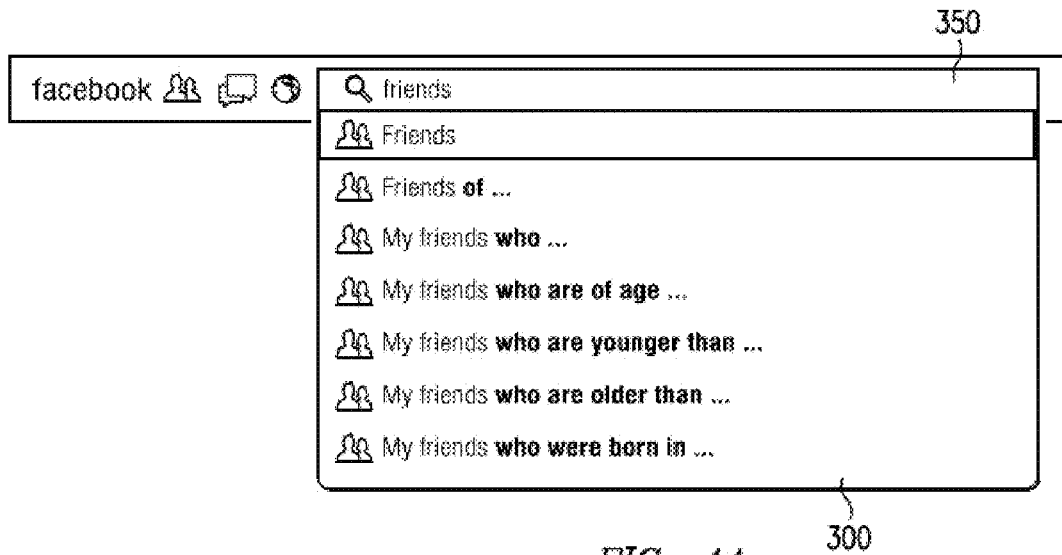 350
facebook friends
Friends
Friends of ...
My friends who ...
My friends who are of age ...
My friends who are younger than ...
My friends who are older than ...
My friends who were born in ...
300